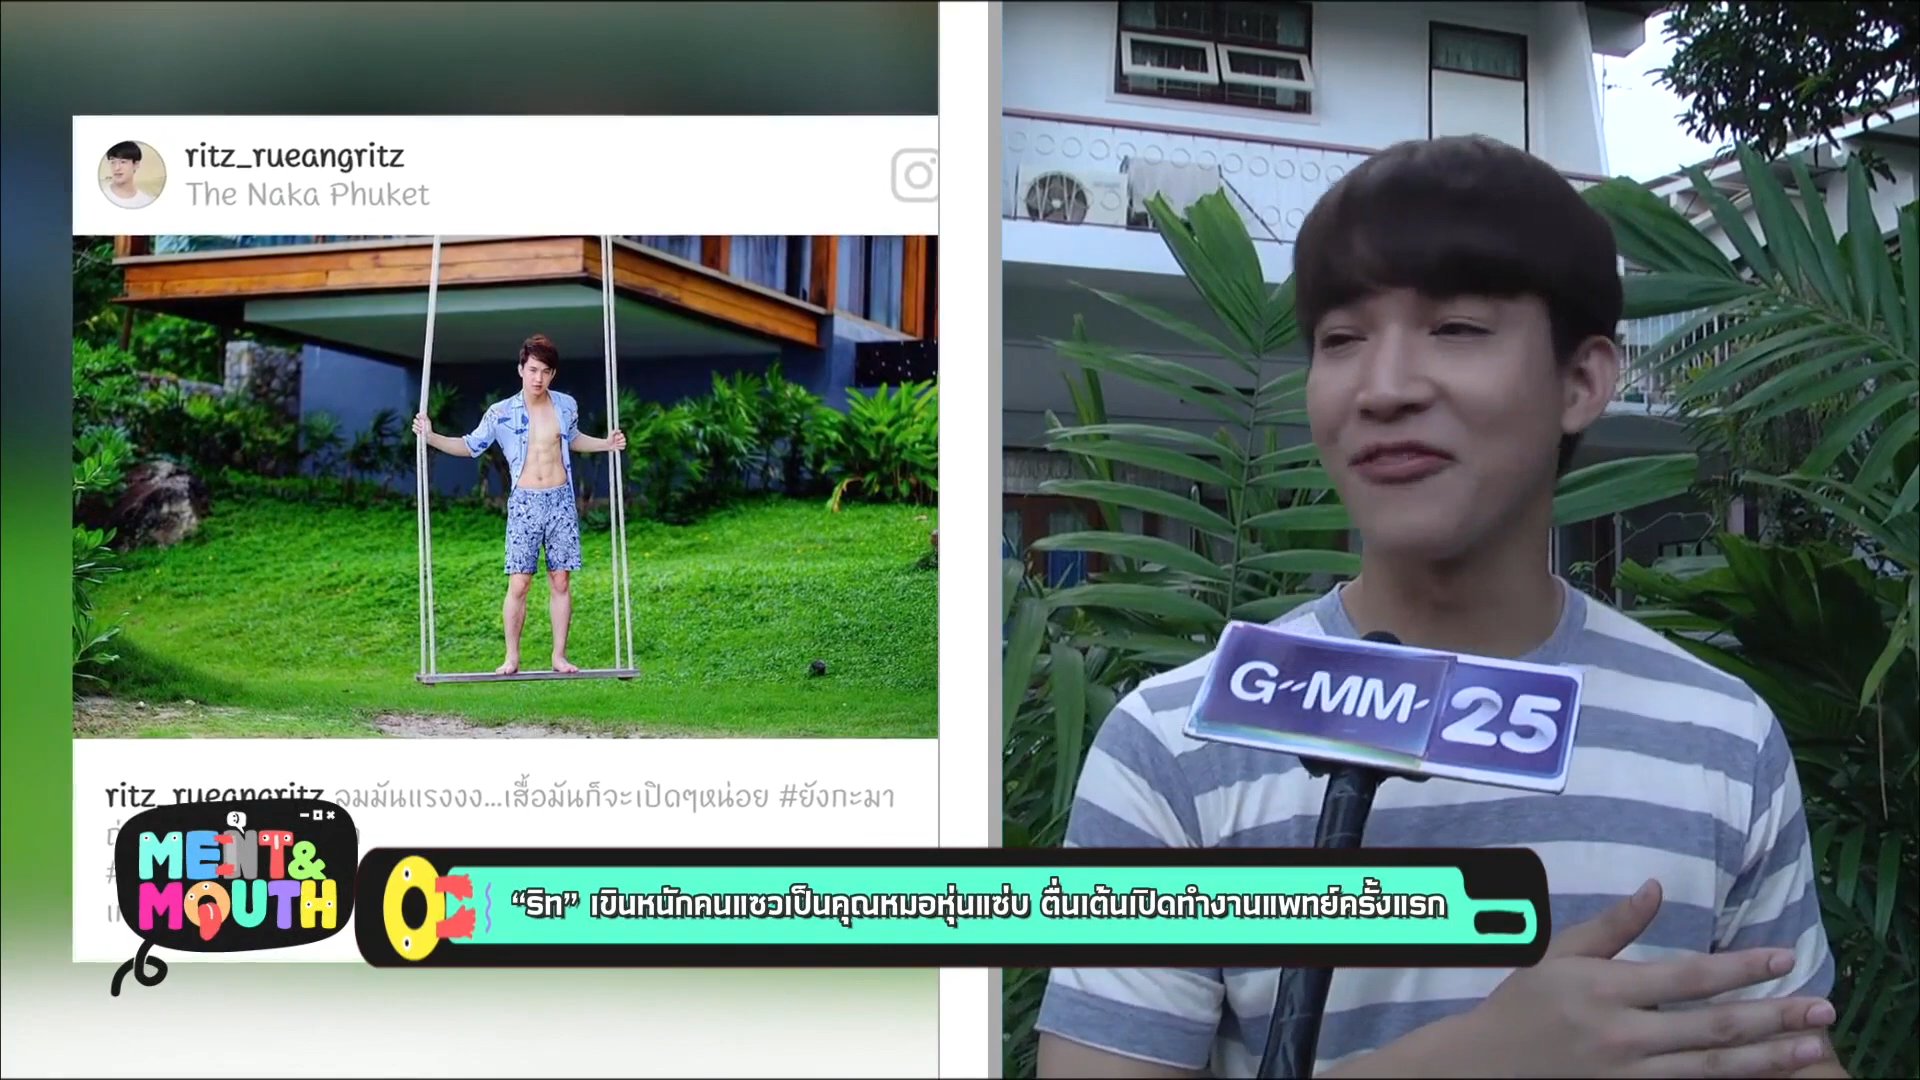 ritz_rueangritz
The Naka Phuket
ritz_rueangritz ลมมันแรงงง...เสื้อมันก็จะเปิดๆหน่อย #ยังกะมา
MENT&
MOUTH
“ริท” เขินหนักคนแซวเป็นคุณหมอหุ่นแซ่บ ตื่นเต้นเปิดทำงานแพทย์ครั้งแรก
GMM 25